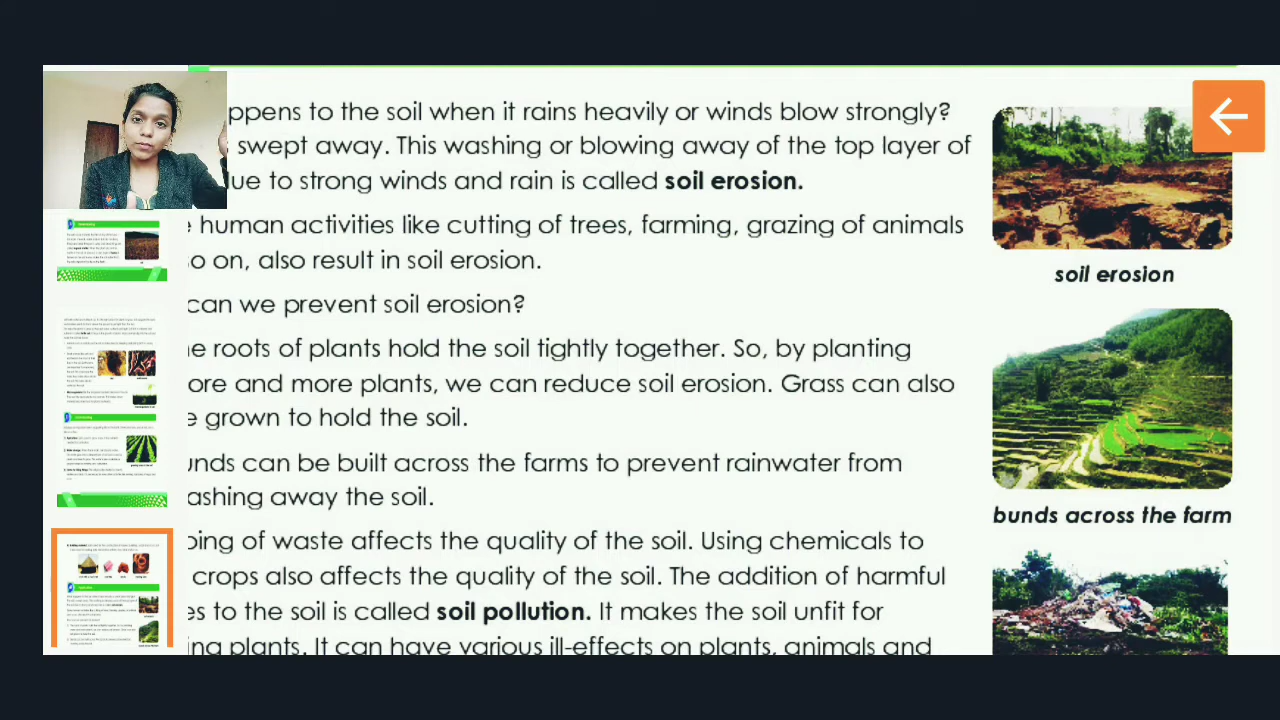 ppens to the soil when it rains heavily or winds blow strongly?
swept away. This washing or blowing away of the top layer of
lue to strong winds and rain is called soil erosion.
human activities like cutting of trees, farming, grazing of animals
so on, also result in soil erosion.
soil erosion
can we prevent soil erosion?
e roots of plants hold the soil tightly together. So, by planting
ore and more plants, we can reduce soil erosion. Grass can also
e grown to hold the soil.
unds can be built across the farms to prevent rainwater from
ashing away the soil.
bunds across the farm
ping of waste affects the quality of the soil. Using chemicals to
crops also affects the quality of the soil. The addition of harmful
es to the soil is called soil pollution. It makes the soil unfit for
ing plants. It can have various ill-effects on plants, animals and